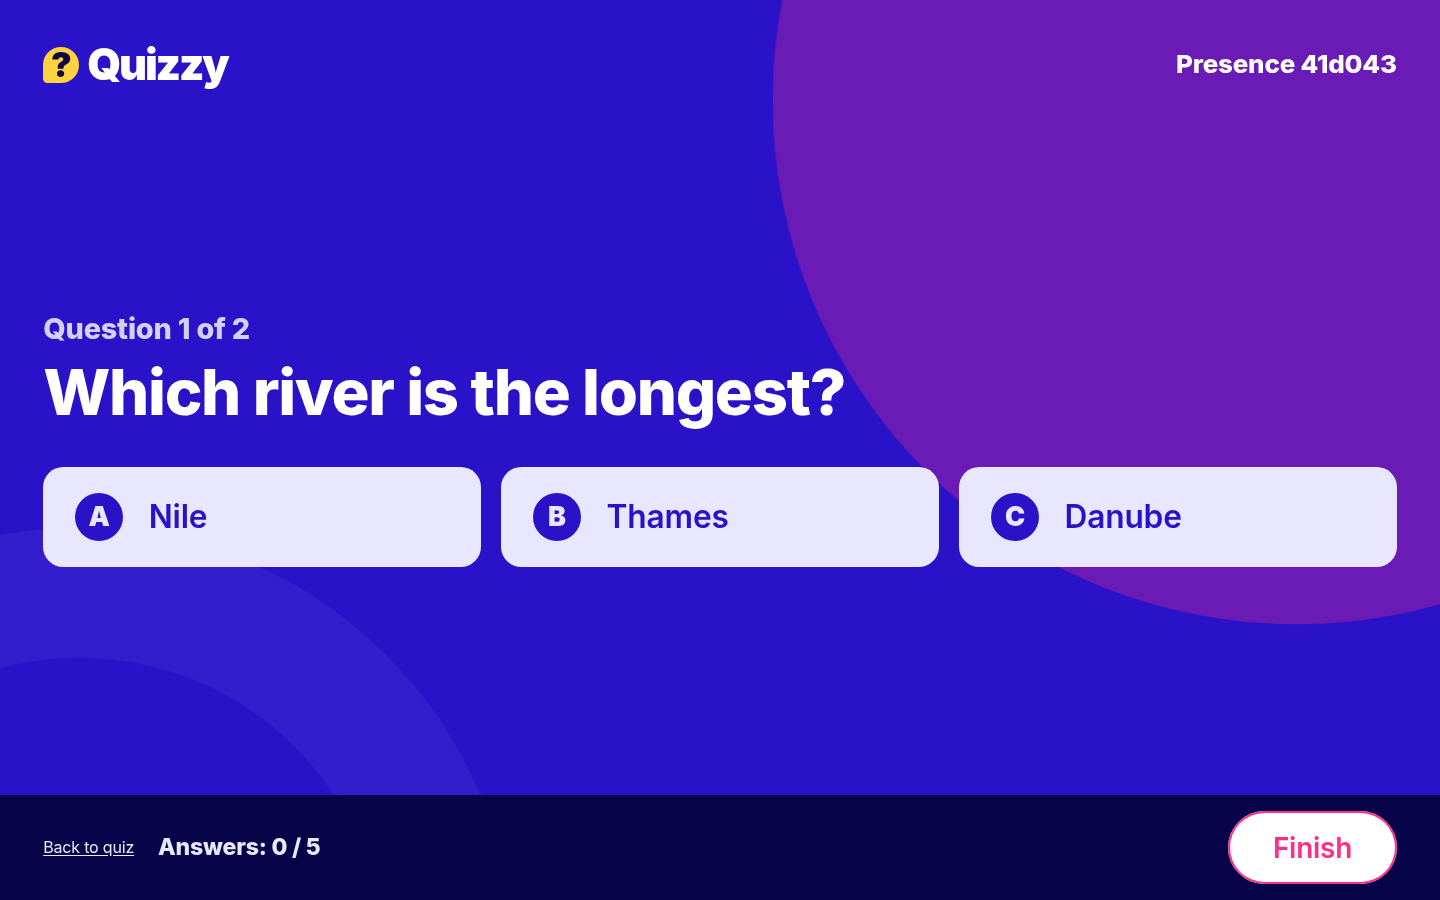 ? Quizzy
Presence 41d043
Question 1 of 2
Which river is the longest?
A Nile
B Thames
C Danube
Back to quiz
Answers: 0 / 5
Finish